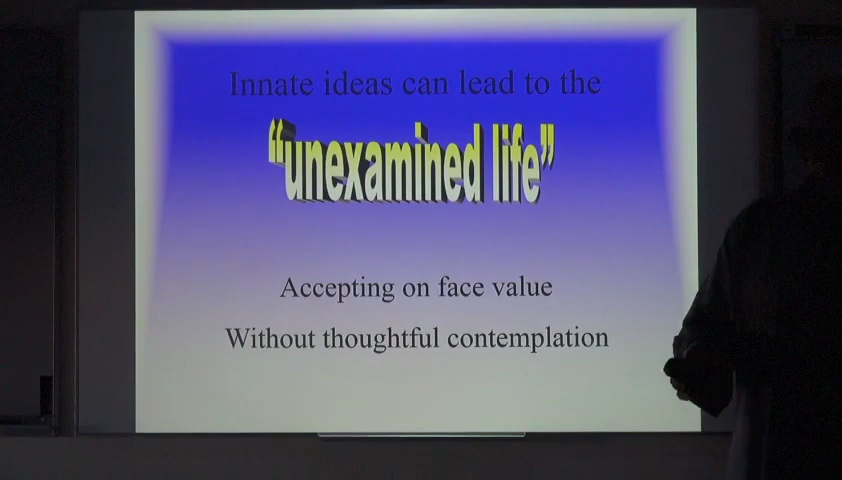 Innate ideas can lead to the
“unexamined life”
Accepting on face value
Without thoughtful contemplation